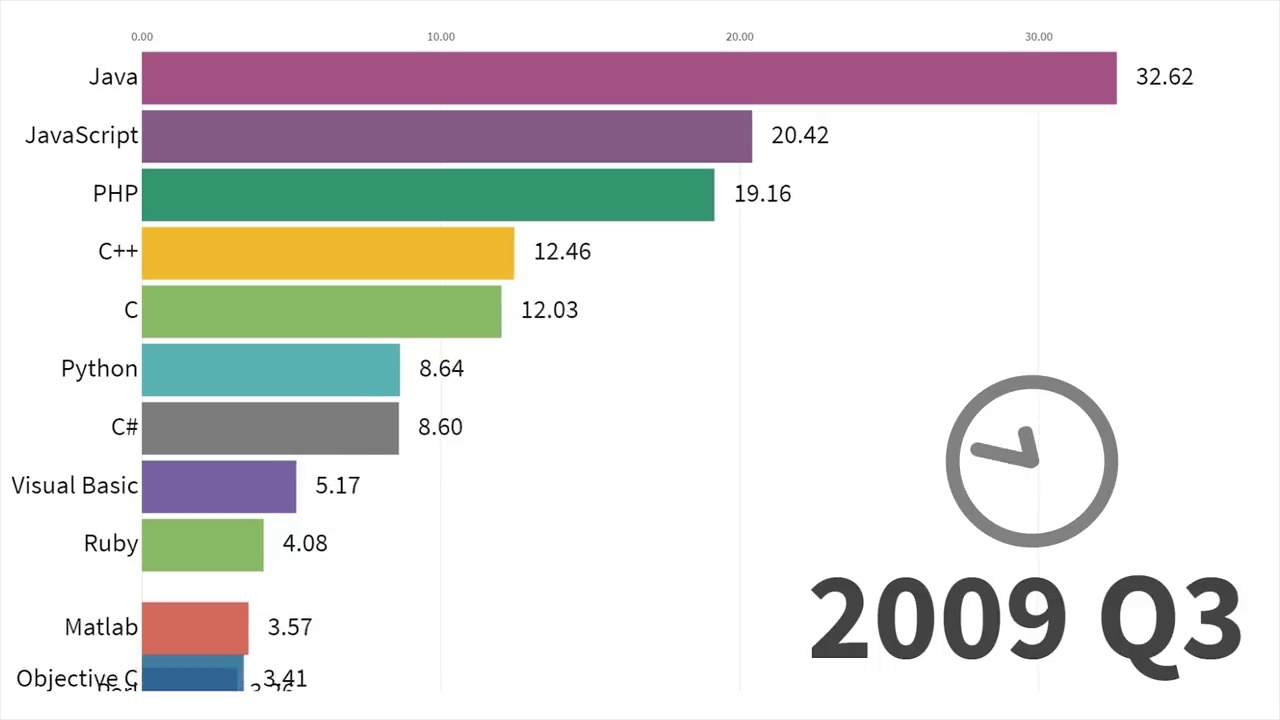 0.00 10.00 20.00 30.00
Java 32.62
JavaScript 20.42
PHP 19.16
C++ 12.46
C 12.03
Python 8.64
C# 8.60
Visual Basic 5.17
Ruby 4.08
Matlab 3.57
Objective C 3.41
2009 Q3